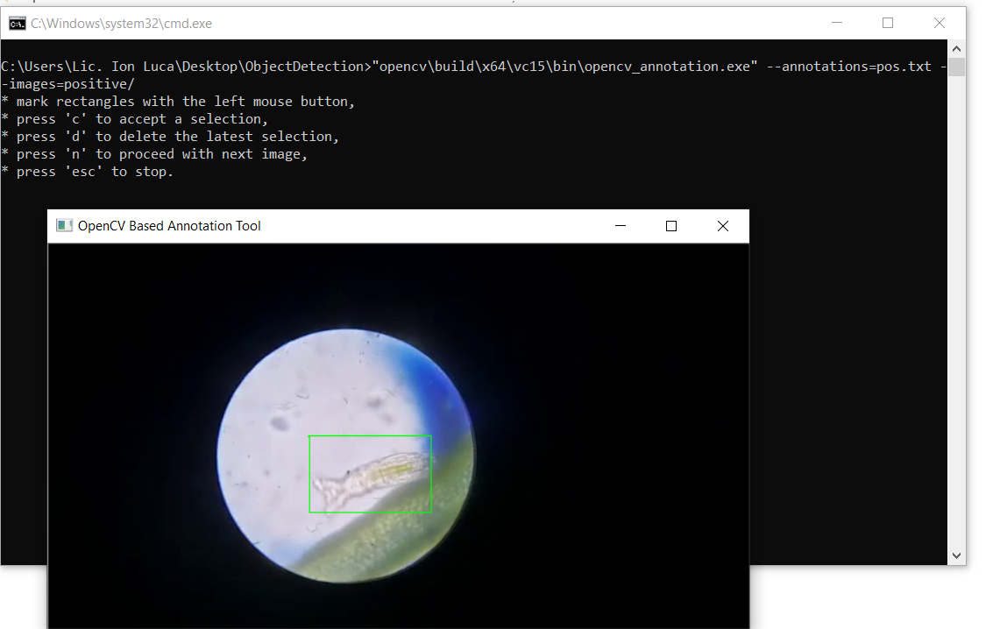 C:\Windows\system32\cmd.exe
C:\Users\Lic. Ion Luca\Desktop\ObjectDetection>"opencv\build\x64\vc15\bin\opencv_annotation.exe" --annotations=pos.txt -
-images=positive/
* mark rectangles with the left mouse button,
* press 'c' to accept a selection,
* press 'd' to delete the latest selection,
* press 'n' to proceed with next image,
* press 'esc' to stop.
OpenCV Based Annotation Tool